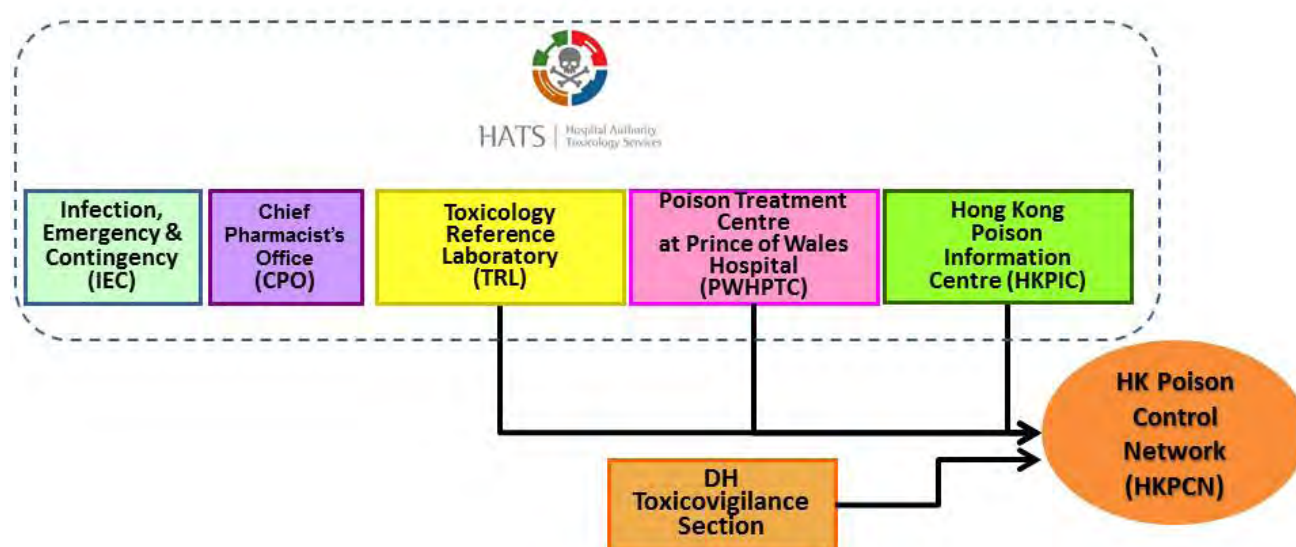 HATS
Hospital Authority
Toxicology Services
Infection,
Emergency &
Contingency
(IEC)
Chief
Pharmacist's
Office
(CPO)
Toxicology
Reference
Laboratory
(TRL)
Poison Treatment
Centre
at Prince of Wales
Hospital
(PWHPTC)
Hong Kong
Poison
Information
Centre (HKPIC)
HK Poison
Control
Network
(HKPCN)
DH
Toxicovigilance
Section